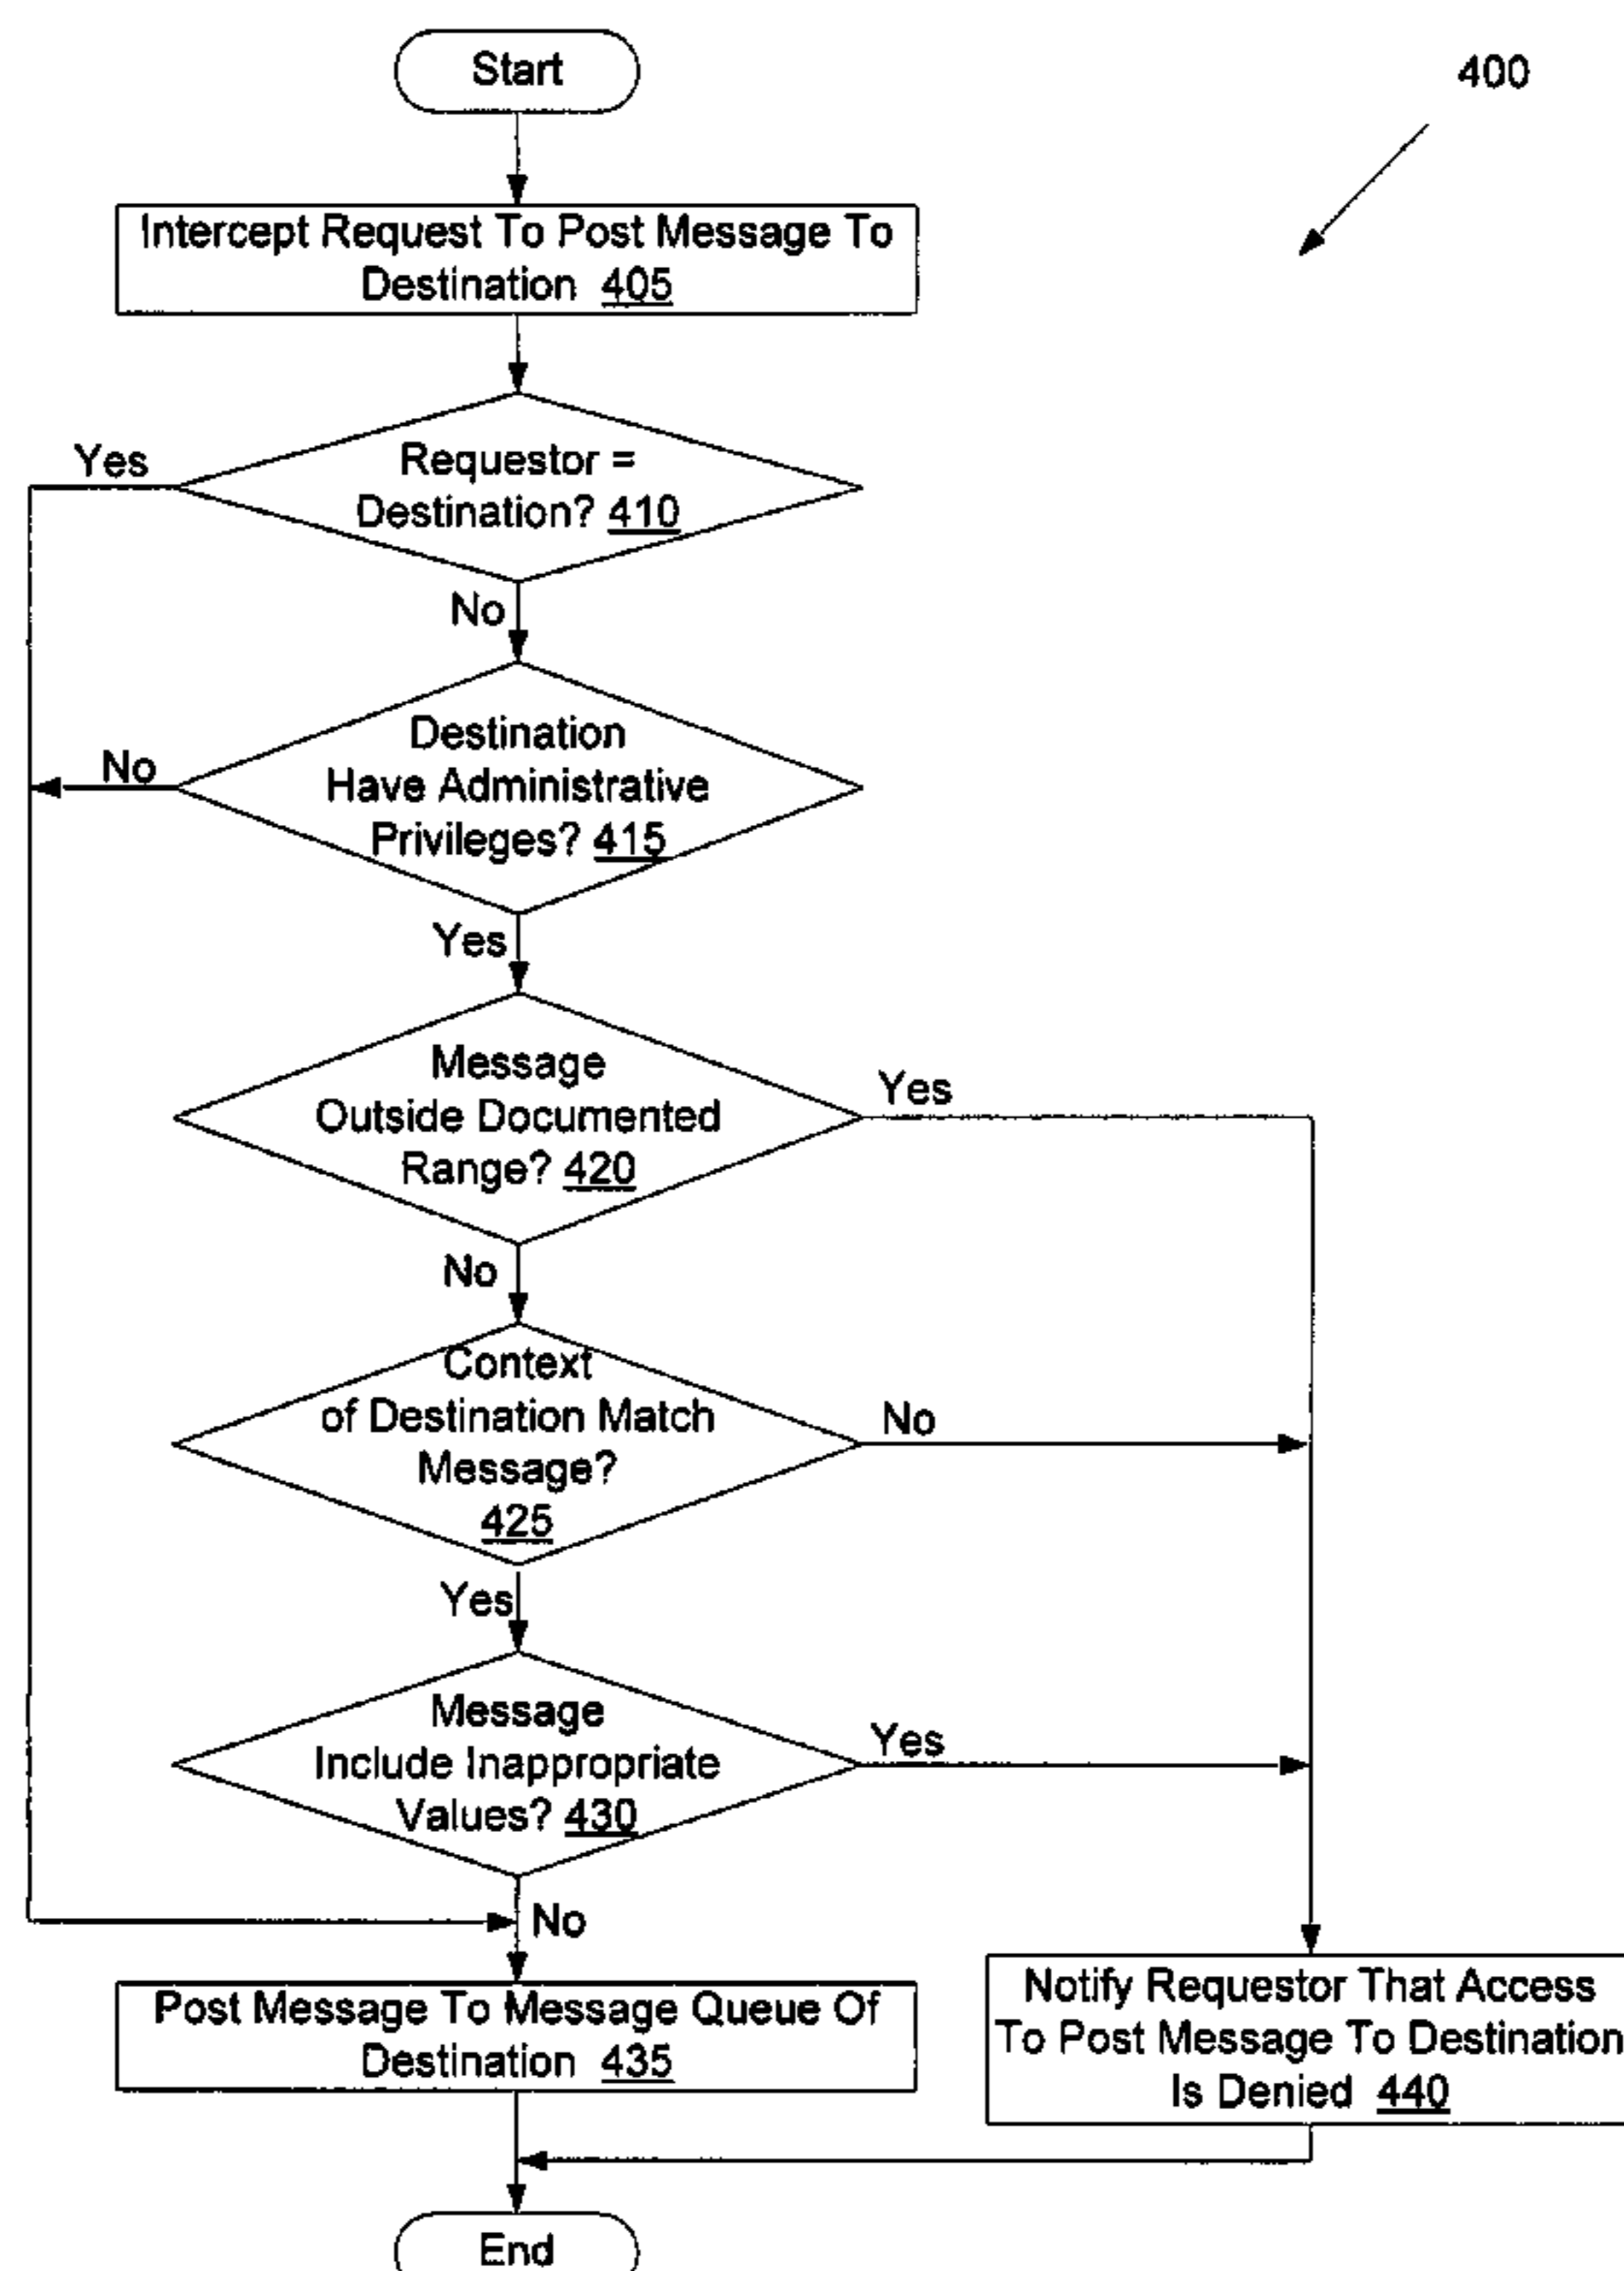 Start
400
Intercept Request To Post Message To
Destination 405
Yes
Requestor =
Destination? 410
No
Destination
Have Administrative
Privileges? 415
No
Yes
Message
Outside Documented
Range? 420
Yes
No
Context
of Destination Match
Message?
425
No
Yes
Message
Include Inappropriate
Values? 430
Yes
No
Post Message To Message Queue Of
Destination 435
Notify Requestor That Access
To Post Message To Destination
Is Denied 440
End